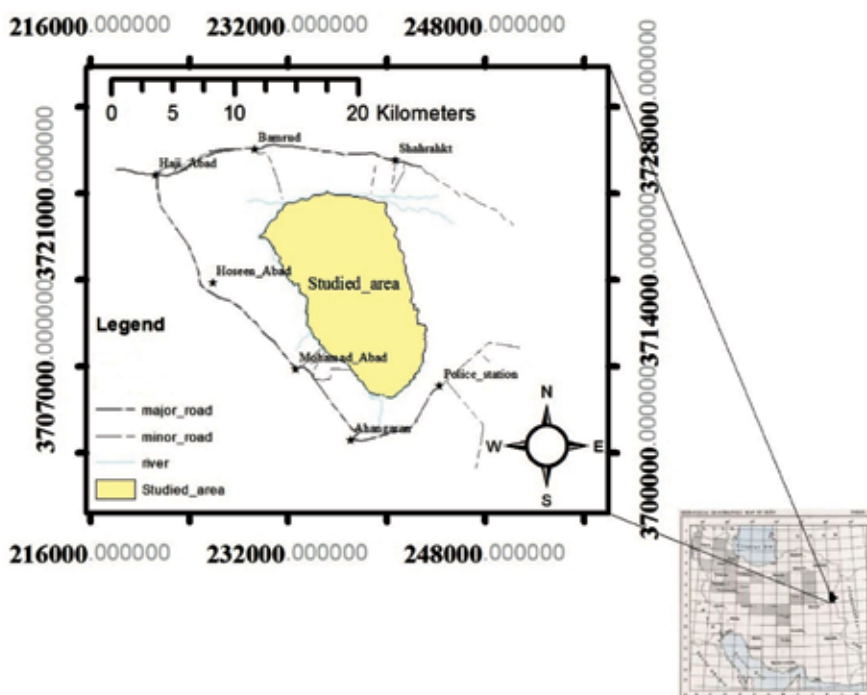 216000.000000 232000.000000 248000.000000
0 5 10 20 Kilometers
Bamrud
Shahrahkt
Haji_Abad
Hoseen_Abad
Studied_area
Mohamad_Abad
Police_station
Ahangaran
Legend
major_road
minor_road
river
Studied_area
N
W E
S
3721000.000000
3714000.000000
3707000.000000
3728000.000000
3700000.000000
216000.000000 232000.000000 248000.000000